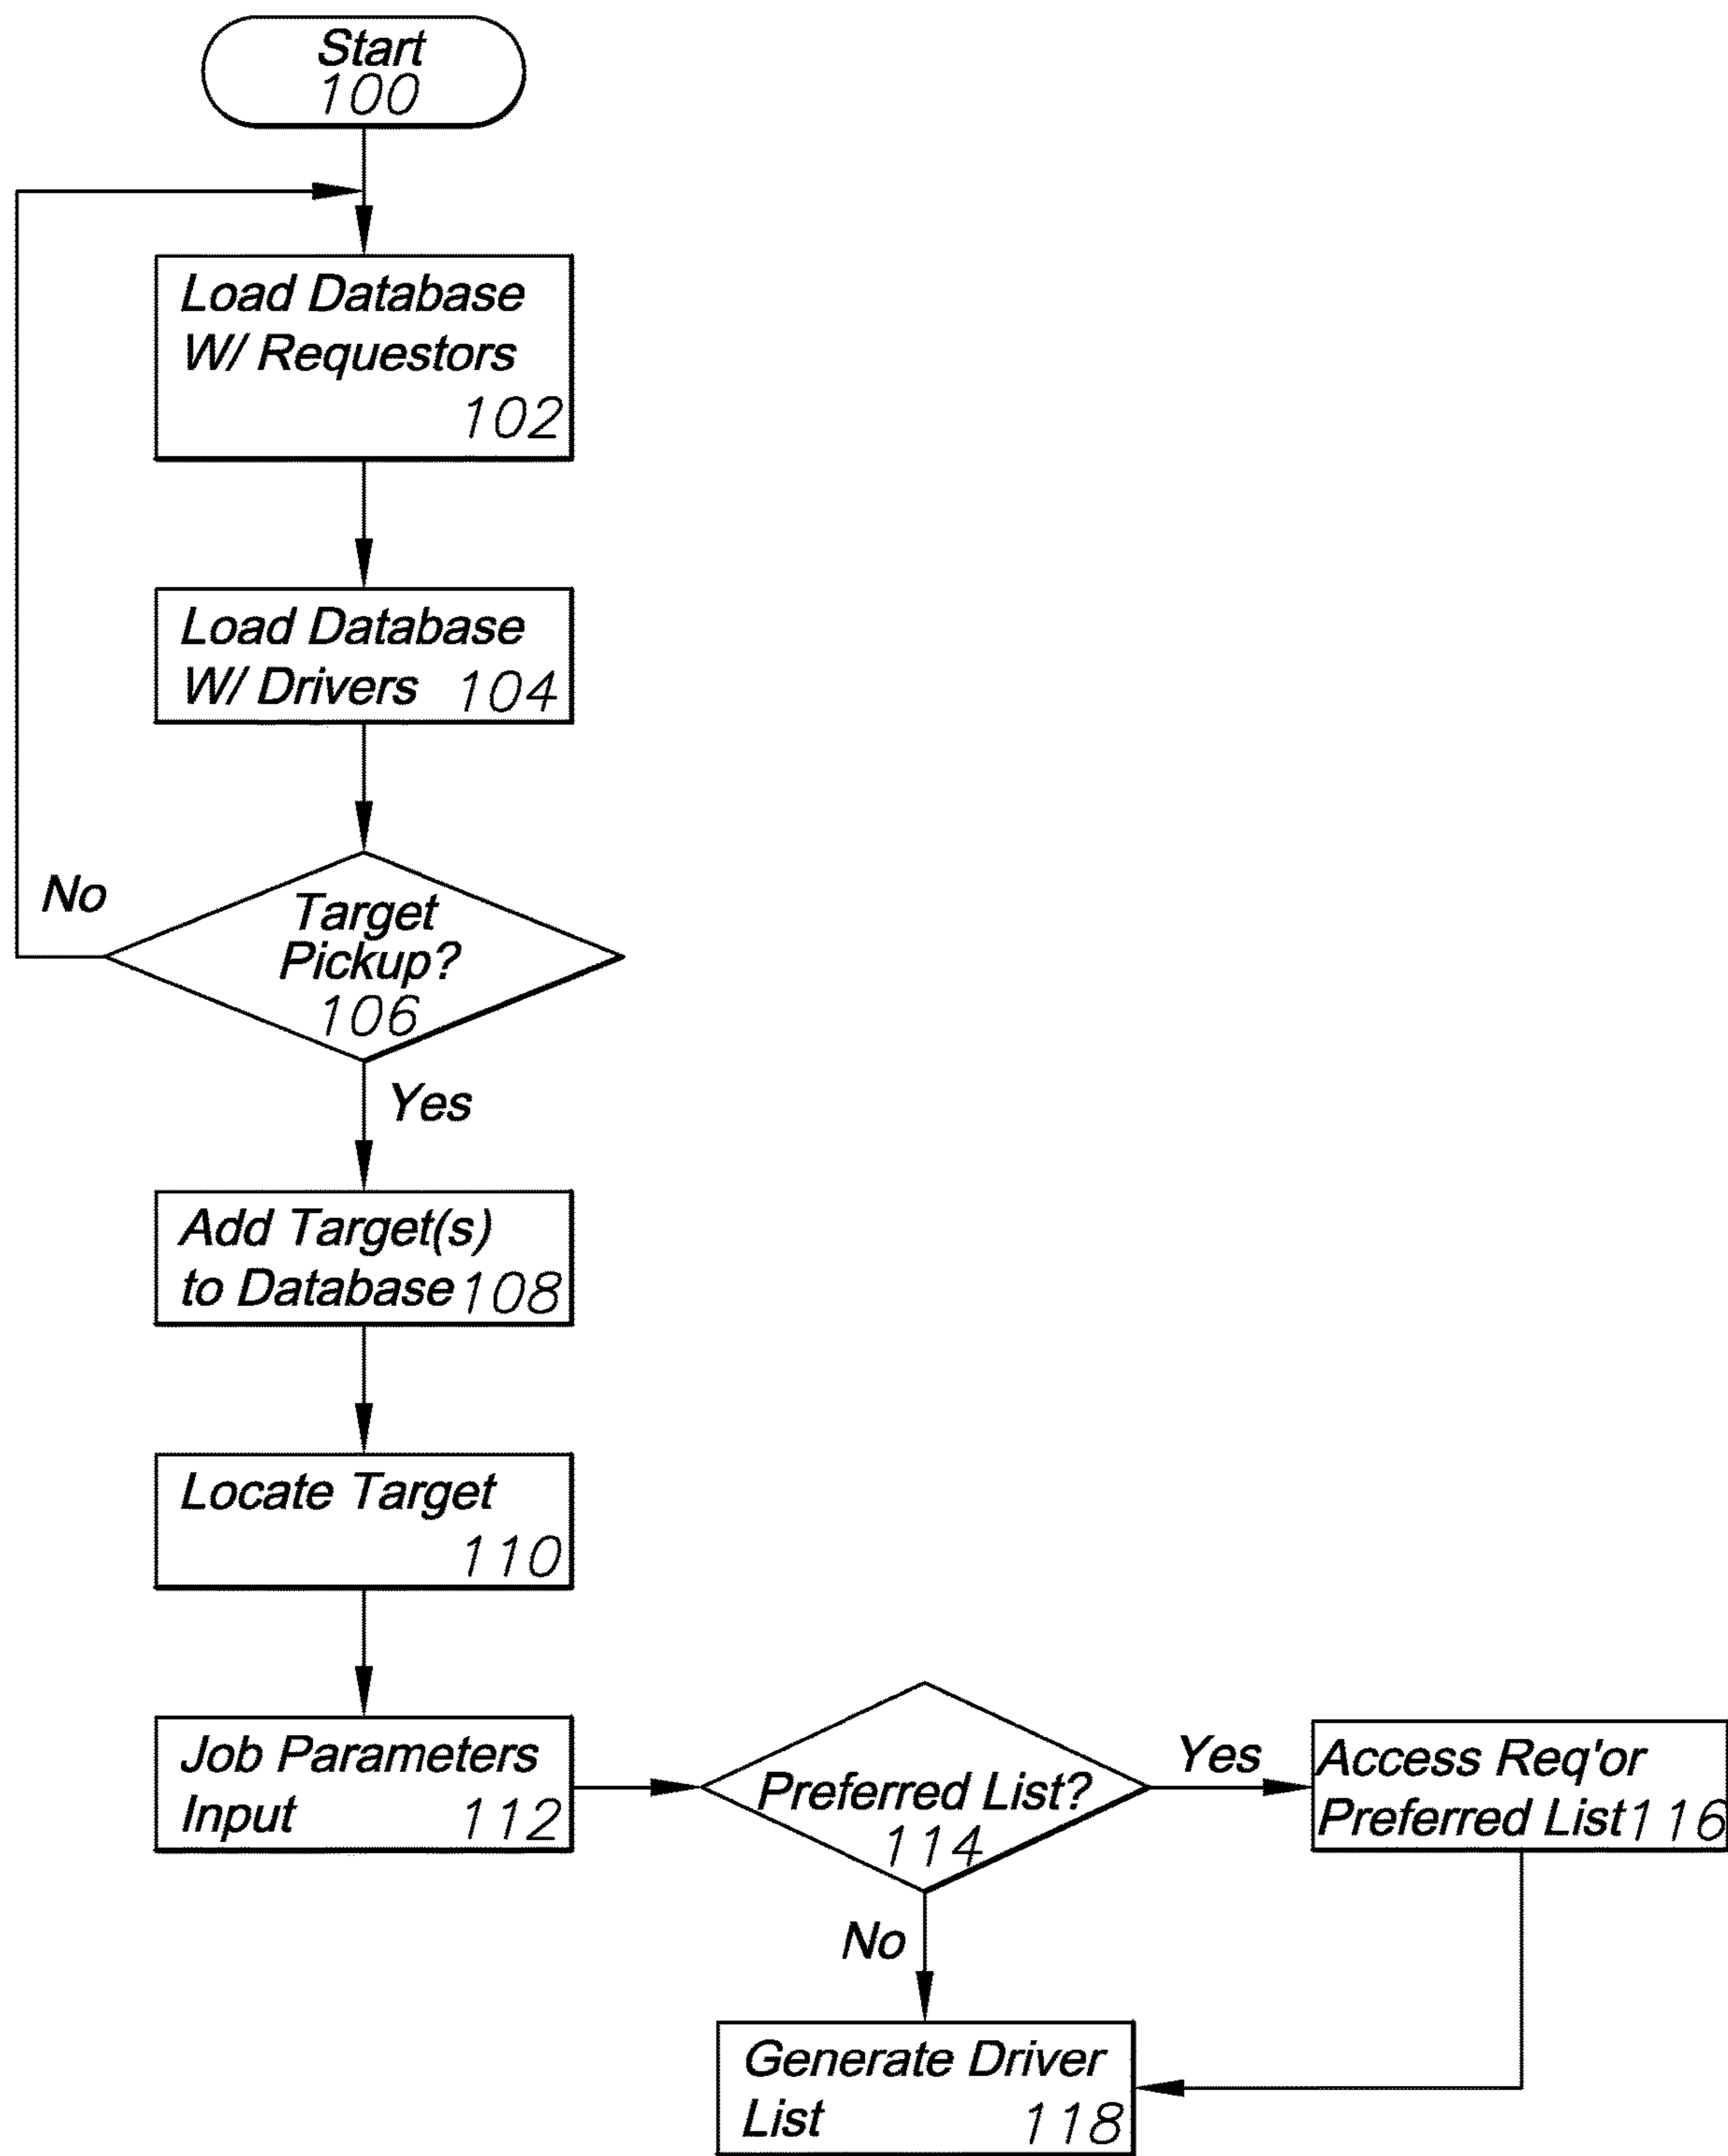 Start
100
Load Database
W/ Requestors
102
Load Database
W/ Drivers 104
No
Target
Pickup?
106
Yes
Add Target(s)
to Database 108
Locate Target
110
Job Parameters
Input 112
Preferred List?
114
Yes
Access Req'or
Preferred List 116
No
Generate Driver
List 118